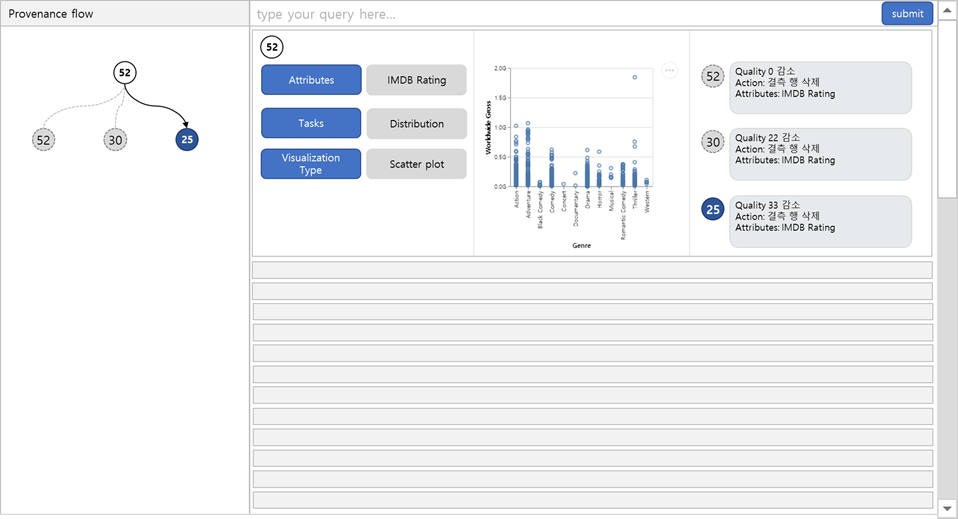 Provenance flow
type your query here...
submit
52
52
30
25
52
Attributes
IMDB Rating
Tasks
Distribution
Visualization
Type
Scatter plot
2.0G
1.5G
1.0G
0.5G
0.0G
Worldwide Gross
Action
Adventure
Black Comedy
Comedy
Concert
Documentary
Drama
Horror
Musical
Romantic Comedy
Thriller
Western
Genre
52
Quality 0 감소
Action: 결측 행 삭제
Attributes: IMDB Rating
30
Quality 22 감소
Action: 결측 행 삭제
Attributes: IMDB Rating
25
Quality 33 감소
Action: 결측 행 삭제
Attributes: IMDB Rating